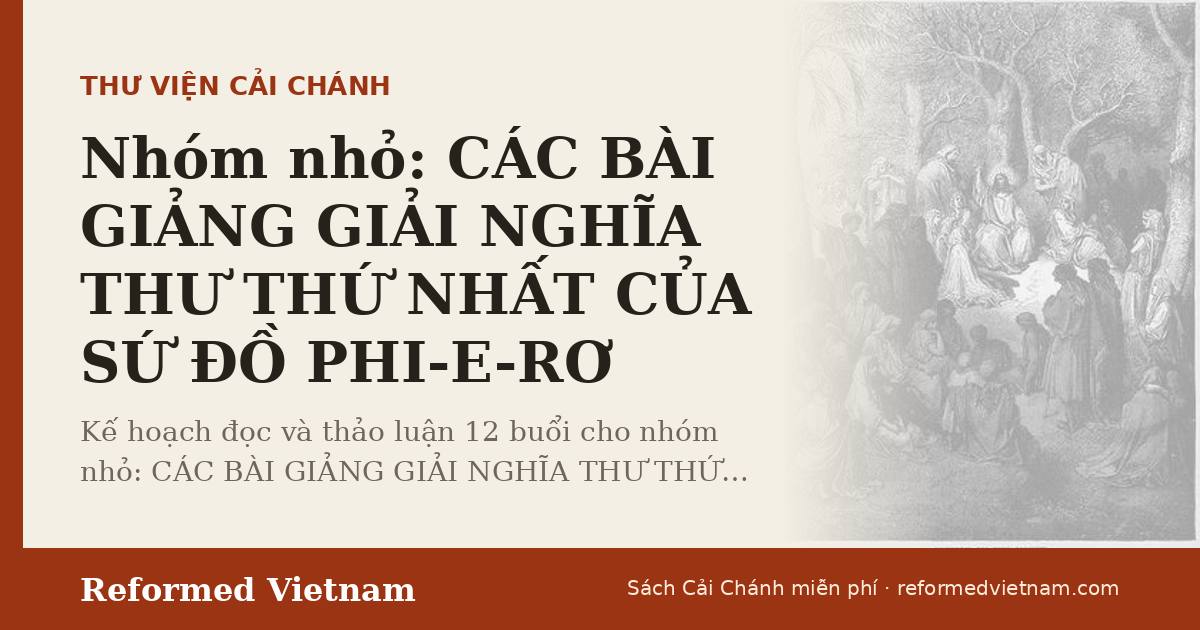 THƯ VIỆN CẢI CHÁNH
Nhóm nhỏ: CÁC BÀI
GIẢNG GIẢI NGHĨA
THƯ THỨ NHẤT CỦA
SỨ ĐỒ PHI-E-RƠ
Kế hoạch đọc và thảo luận 12 buổi cho nhóm
nhỏ: CÁC BÀI GIẢNG GIẢI NGHĨA THƯ THỨ...
Reformed Vietnam
Sách Cải Chánh miễn phí · reformedvietnam.com